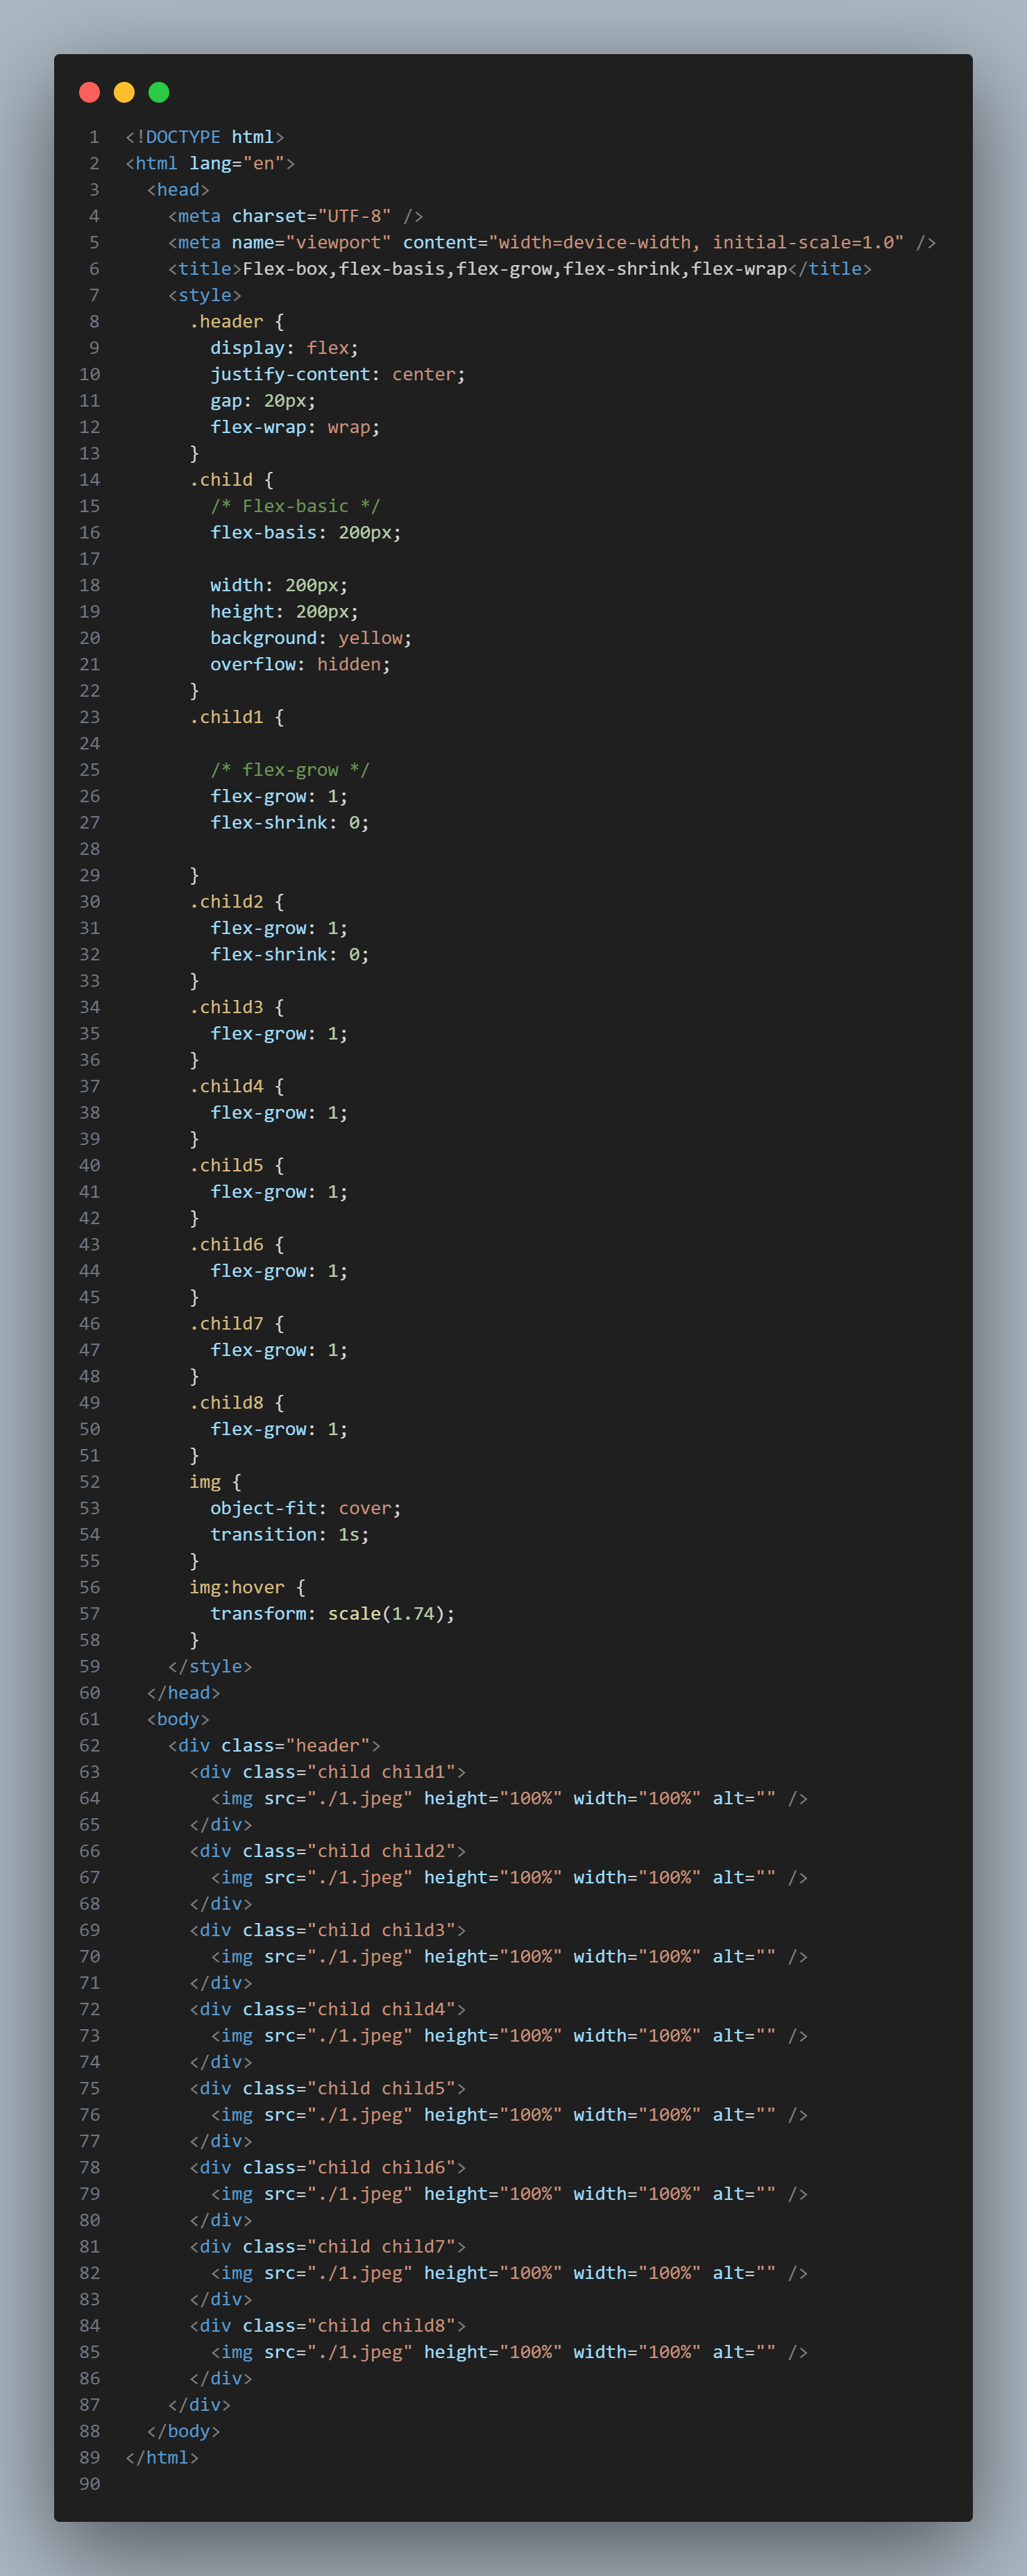 1 <!DOCTYPE html>
2 <html lang="en">
3   <head>
4     <meta charset="UTF-8" />
5     <meta name="viewport" content="width=device-width, initial-scale=1.0" />
6     <title>Flex-box,flex-basis,flex-grow,flex-shrink,flex-wrap</title>
7     <style>
8       .header {
9         display: flex;
10         justify-content: center;
11         gap: 20px;
12         flex-wrap: wrap;
13       }
14       .child {
15         /* Flex-basic */
16         flex-basis: 200px;
17
18         width: 200px;
19         height: 200px;
20         background: yellow;
21         overflow: hidden;
22       }
23       .child1 {
24
25         /* flex-grow */
26         flex-grow: 1;
27         flex-shrink: 0;
28
29       }
30       .child2 {
31         flex-grow: 1;
32         flex-shrink: 0;
33       }
34       .child3 {
35         flex-grow: 1;
36       }
37       .child4 {
38         flex-grow: 1;
39       }
40       .child5 {
41         flex-grow: 1;
42       }
43       .child6 {
44         flex-grow: 1;
45       }
46       .child7 {
47         flex-grow: 1;
48       }
49       .child8 {
50         flex-grow: 1;
51       }
52       img {
53         object-fit: cover;
54         transition: 1s;
55       }
56       img:hover {
57         transform: scale(1.74);
58       }
59     </style>
60   </head>
61   <body>
62     <div class="header">
63       <div class="child child1">
64         <img src="./1.jpeg" height="100%" width="100%" alt="" />
65       </div>
66       <div class="child child2">
67         <img src="./1.jpeg" height="100%" width="100%" alt="" />
68       </div>
69       <div class="child child3">
70         <img src="./1.jpeg" height="100%" width="100%" alt="" />
71       </div>
72       <div class="child child4">
73         <img src="./1.jpeg" height="100%" width="100%" alt="" />
74       </div>
75       <div class="child child5">
76         <img src="./1.jpeg" height="100%" width="100%" alt="" />
77       </div>
78       <div class="child child6">
79         <img src="./1.jpeg" height="100%" width="100%" alt="" />
80       </div>
81       <div class="child child7">
82         <img src="./1.jpeg" height="100%" width="100%" alt="" />
83       </div>
84       <div class="child child8">
85         <img src="./1.jpeg" height="100%" width="100%" alt="" />
86       </div>
87     </div>
88   </body>
89 </html>
90